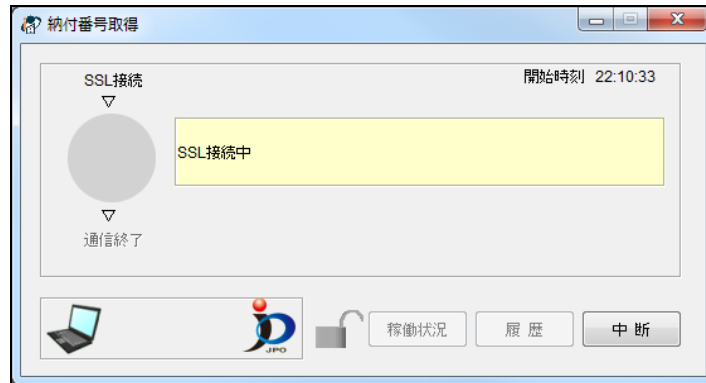 納付番号取得
SSL接続
開始時刻 22:10:33
▽
SSL接続中
▽
通信終了
JPO
稼働状況
履 歴
中 断